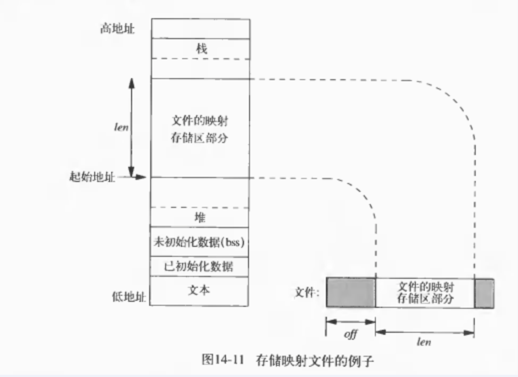 高地址
栈
len
文件的映射
存储区部分
起始地址
堆
未初始化数据(bss)
已初始化数据
低地址
文本
文件:
文件的映射
存储区部分
off
len
图14-11 存储映射文件的例子